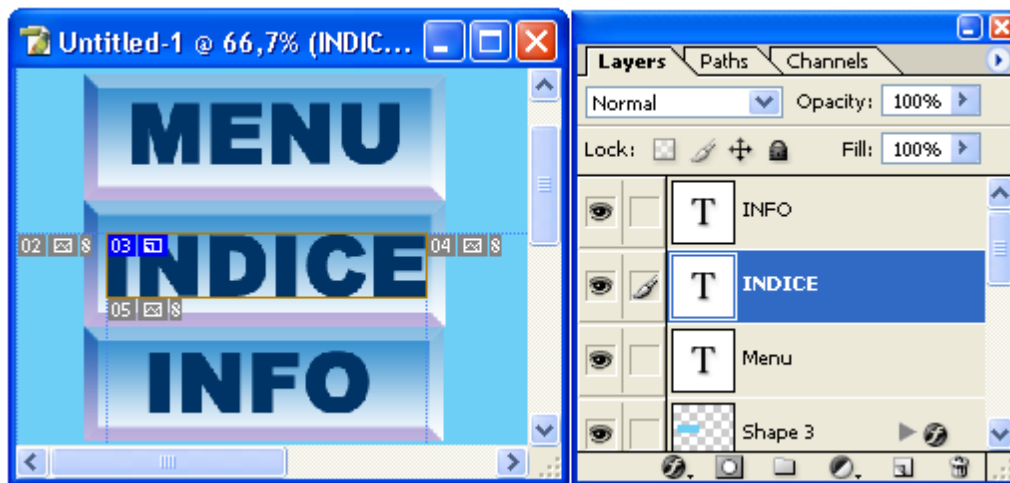 Untitled-1 @ 66,7% (INDIC...
MENU
02 8 03 04 8
INDICE
05 8
INFO
Layers Paths Channels
Normal Opacity: 100%
Lock: Fill: 100%
T INFO
T INDICE
T Menu
Shape 3